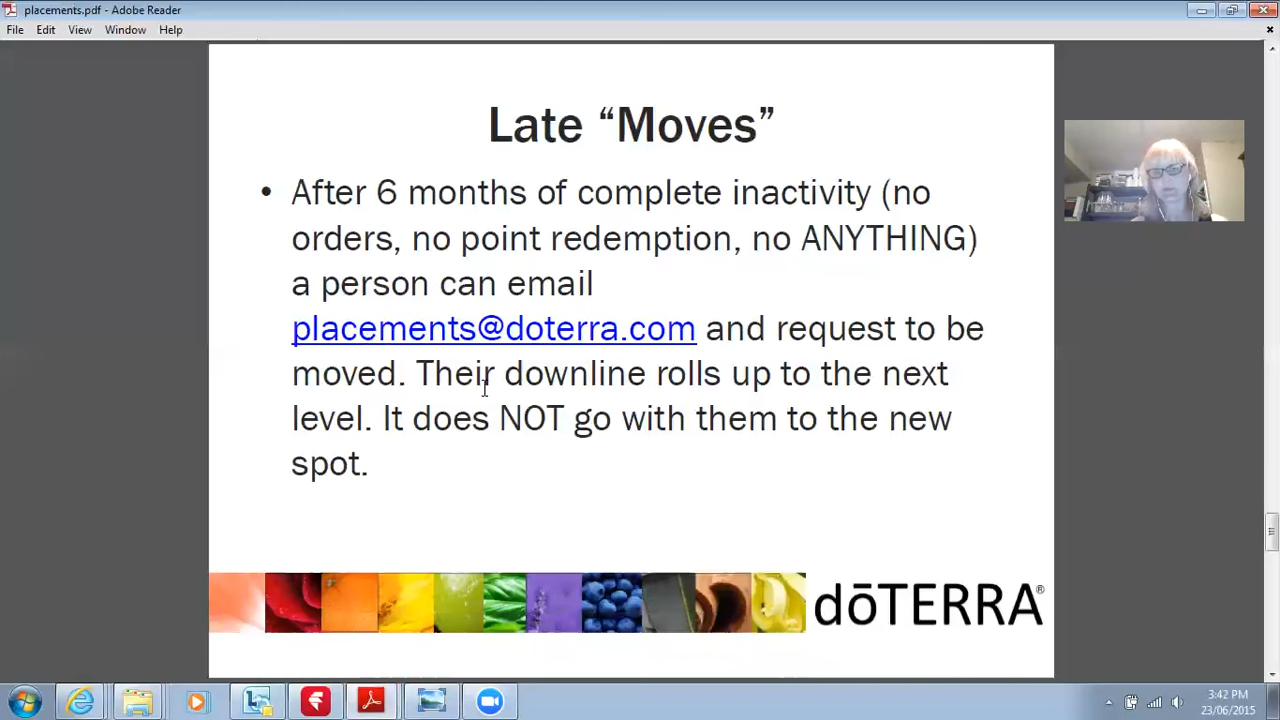 placements.pdf - Adobe Reader
File Edit View Window Help
Late “Moves”
• After 6 months of complete inactivity (no
orders, no point redemption, no ANYTHING)
a person can email
placements@doterra.com and request to be
moved. Their downline rolls up to the next
level. It does NOT go with them to the new
spot.
dōTERRA®
3:42 PM
23/06/2015